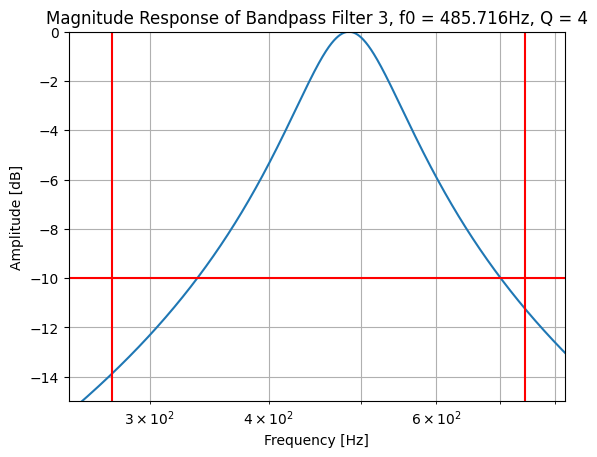 Magnitude Response of Bandpass Filter 3, f0 = 485.716Hz, Q = 4
0
−2
−4
−6
−8
−10
−12
−14
Amplitude [dB]
3 × 10²
4 × 10²
6 × 10²
Frequency [Hz]